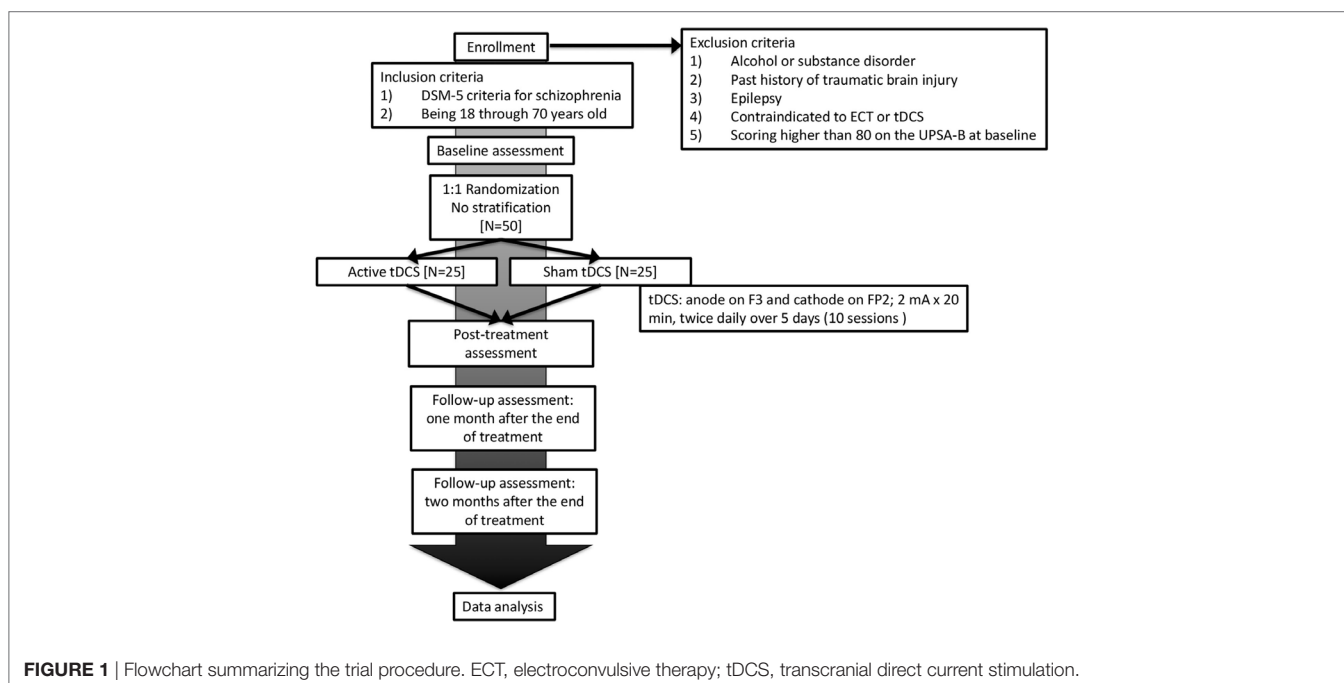 Enrollment
Exclusion criteria
1) Alcohol or substance disorder
2) Past history of traumatic brain injury
3) Epilepsy
4) Contraindicated to ECT or tDCS
5) Scoring higher than 80 on the UPSA-B at baseline
Inclusion criteria
1) DSM-5 criteria for schizophrenia
2) Being 18 through 70 years old
Baseline assessment
1:1 Randomization
No stratification
[N=50]
Active tDCS [N=25]
Sham tDCS [N=25]
tDCS: anode on F3 and cathode on FP2; 2 mA x 20
min, twice daily over 5 days (10 sessions )
Post-treatment
assessment
Follow-up assessment:
one month after the end
of treatment
Follow-up assessment:
two months after the end
of treatment
Data analysis
FIGURE 1 | Flowchart summarizing the trial procedure. ECT, electroconvulsive therapy; tDCS, transcranial direct current stimulation.